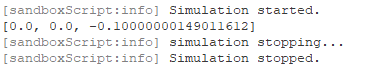 [sandboxScript:info] Simulation started.
[0.0, 0.0, -0.10000000149011612]
[sandboxScript:info] simulation stopping...
[sandboxScript:info] Simulation stopped.